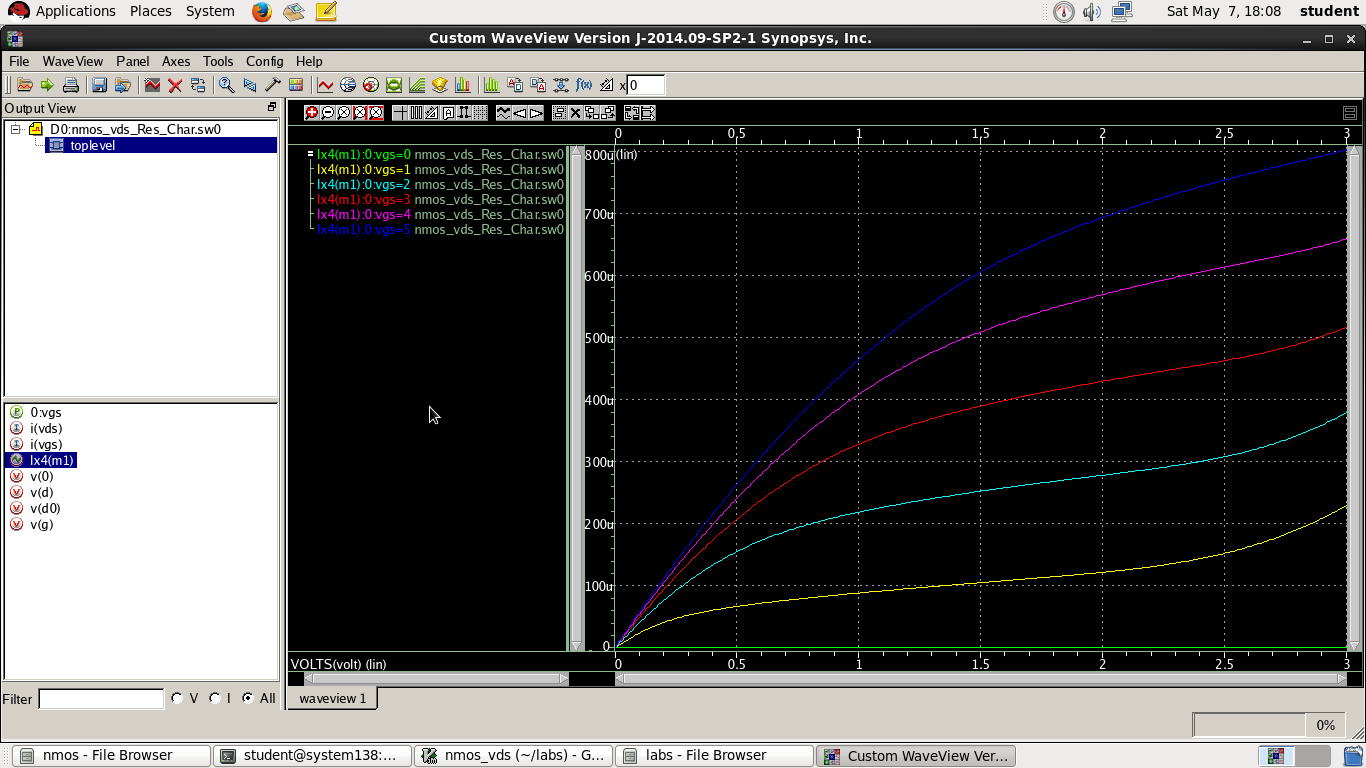 Applications Places System Sat May 7, 18:08 student
Custom WaveView Version J-2014.09-SP2-1 Synopsys, Inc.
File WaveView Panel Axes Tools Config Help
x 0
Output View
D0:nmos_vds_Res_Char.sw0
toplevel
0 0.5 1 1.5 2 2.5 3
lx4(m1):0:vgs=0 nmos_vds_Res_Char.sw0
lx4(m1):0:vgs=1 nmos_vds_Res_Char.sw0
lx4(m1):0:vgs=2 nmos_vds_Res_Char.sw0
lx4(m1):0:vgs=3 nmos_vds_Res_Char.sw0
lx4(m1):0:vgs=4 nmos_vds_Res_Char.sw0
lx4(m1):0:vgs=5 nmos_vds_Res_Char.sw0
800u (lin)
700u
600u
500u
400u
300u
200u
100u
0
0:vgs
i(vds)
i(vgs)
lx4(m1)
v(0)
v(d)
v(d0)
v(g)
VOLTS(volt) (lin) 0 0.5 1 1.5 2 2.5 3
Filter V I All
waveview 1
0%
nmos - File Browser student@system138:... nmos_vds (~/labs) - G... labs - File Browser Custom WaveView Ver...